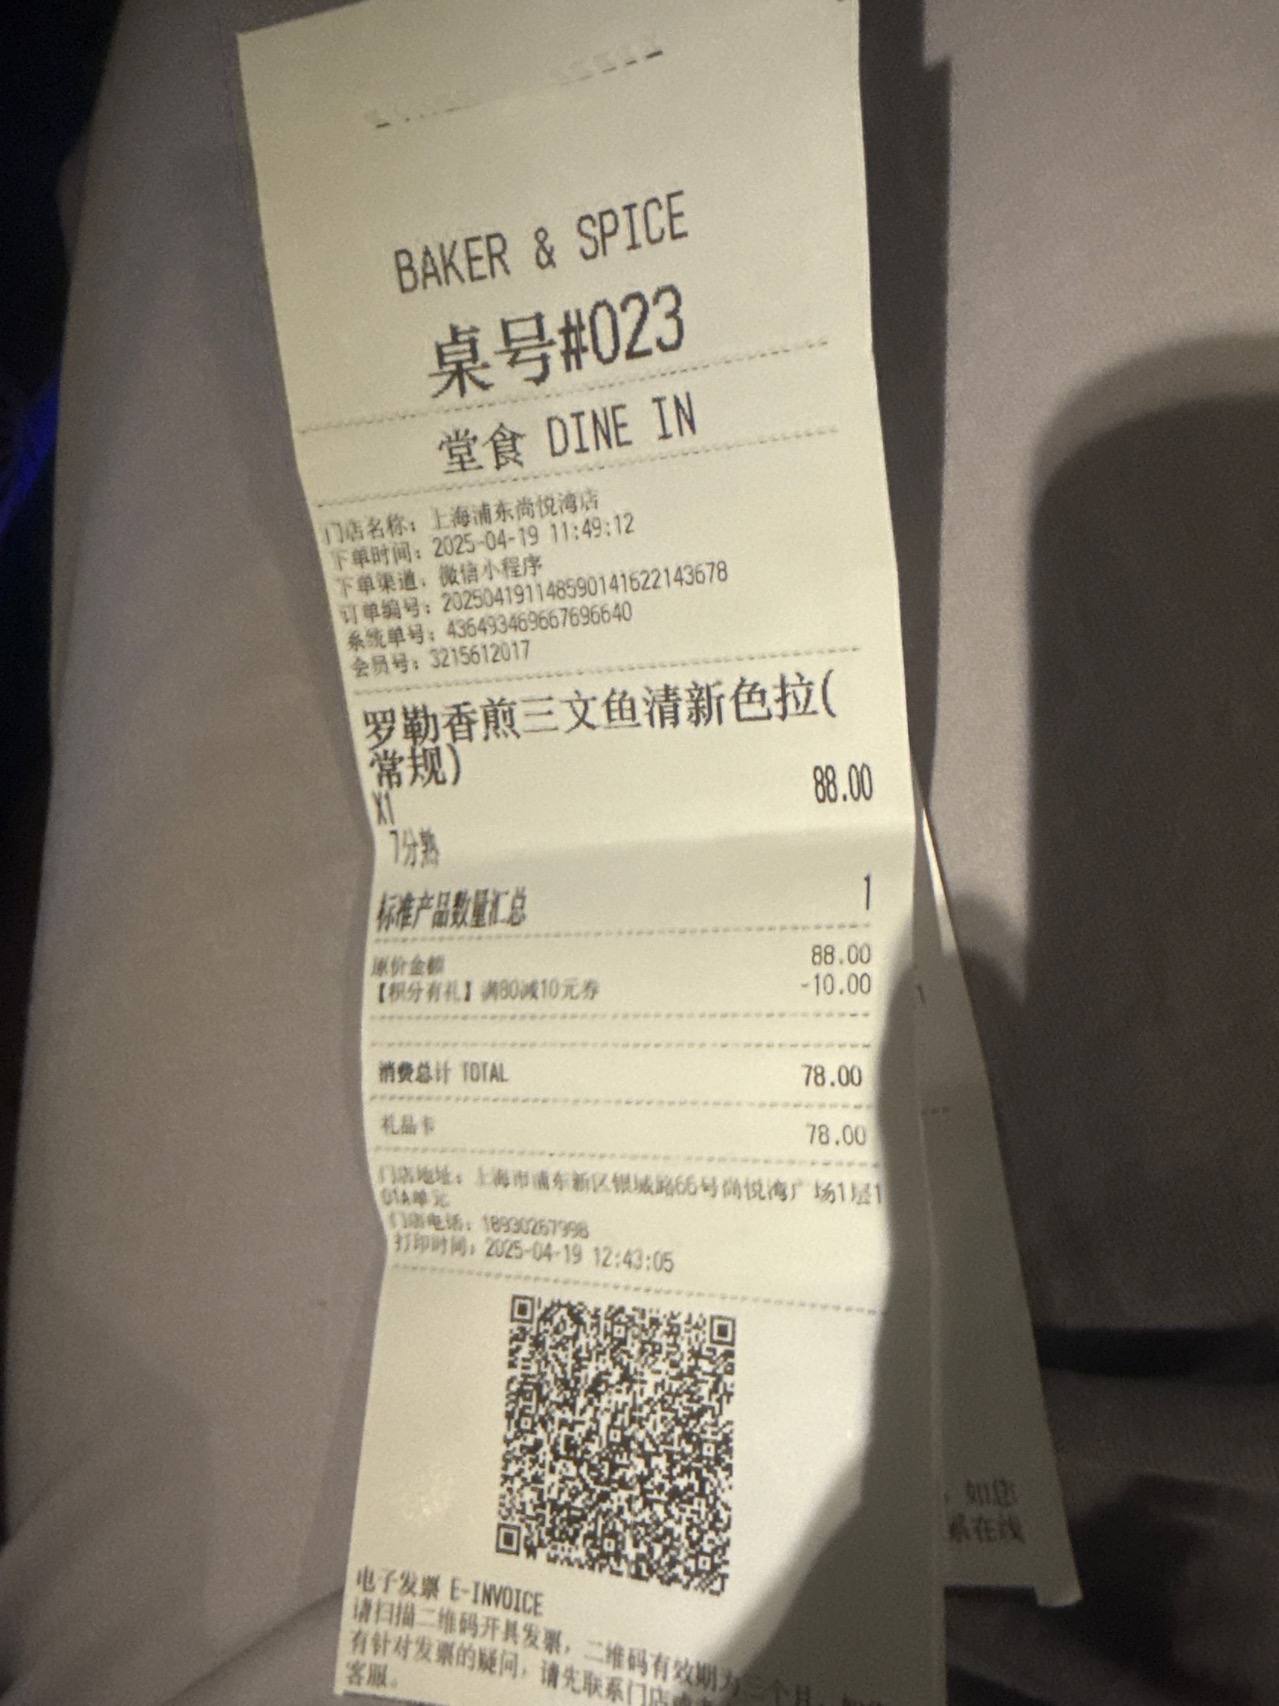 BAKER & SPICE
桌号#023
堂食 DINE IN
门店名称：上海浦东尚悦湾店
下单时间：2025-04-19 11:49:12
下单渠道：微信小程序
订单编号：2025041911485901416221436​78
系统单号：436493469667696640
会员号：3215612017
罗勒香煎三文鱼清新色拉(
常规)
X1 88.00
7分熟
标准产品数量汇总 1
原价金额 88.00
【积分有礼】满80减10元券 -10.00
消费总计 TOTAL 78.00
礼品卡 78.00
门店地址：上海市浦东新区银城路66号尚悦湾广场1层1
01A单元
门店电话：18930267998
打印时间：2025-04-19 12:43:05
电子发票 E-INVOICE
请扫描二维码开具发票，二维码有效期为三个月，如您
有针对发票的疑问，请先联系门店或
客服。
，如您
系在线